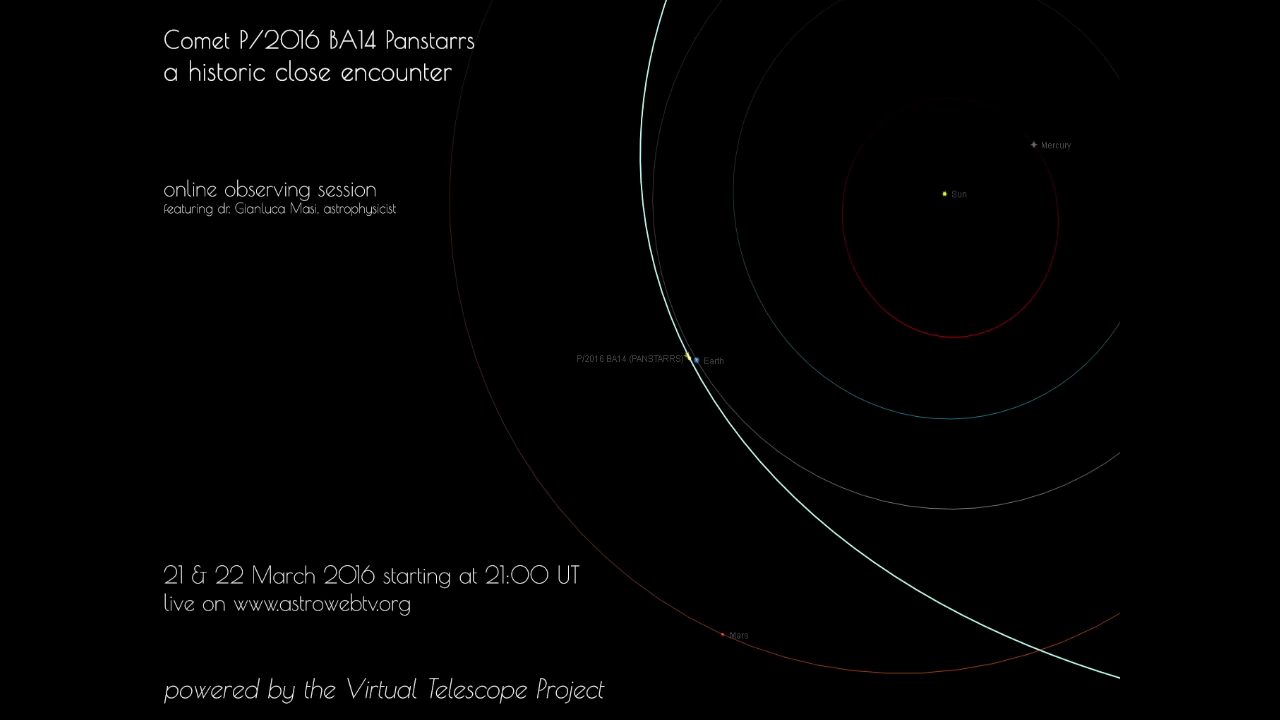 Comet P/2016 BA14 Panstarrs
a historic close encounter
Mercury
online observing session
Sun
featuring dr. Gianluca Masi, astrophysicist
P/2016 BA14 (PANSTARRS)
Earth
21 & 22 March 2016 starting at 21:00 UT
live on www.astrowebtv.org
Mars
powered by the Virtual Telescope Project